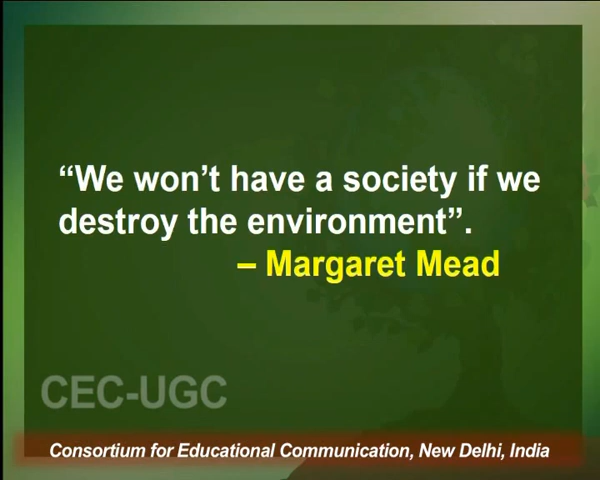 “We won’t have a society if we
destroy the environment”.
– Margaret Mead
CEC-UGC
Consortium for Educational Communication, New Delhi, India